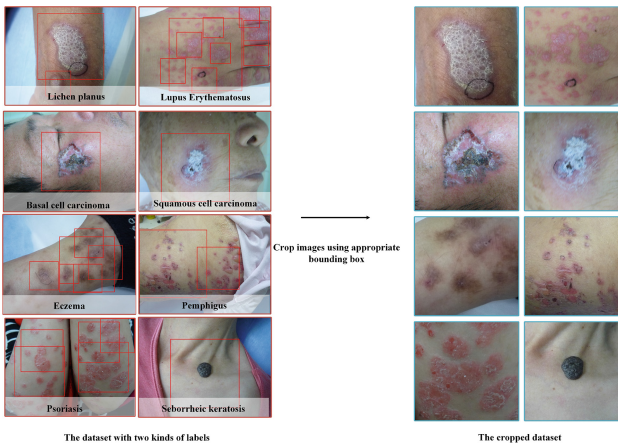 Lichen planus
Lupus Erythematosus
Basal cell carcinoma
Squamous cell carcinoma
Crop images using appropriate
bounding box
Eczema
Pemphigus
Psoriasis
Seborrheic keratosis
The dataset with two kinds of labels
The cropped dataset